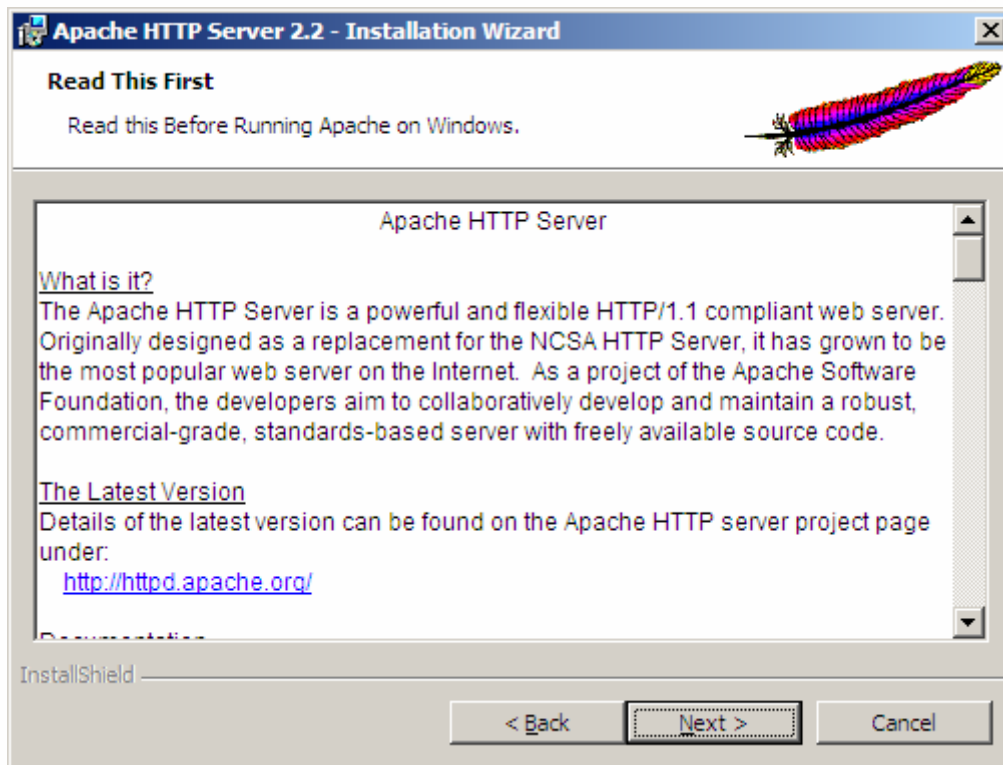 Apache HTTP Server 2.2 - Installation Wizard
Read This First
Read this Before Running Apache on Windows.
Apache HTTP Server
What is it?
The Apache HTTP Server is a powerful and flexible HTTP/1.1 compliant web server.
Originally designed as a replacement for the NCSA HTTP Server, it has grown to be
the most popular web server on the Internet.  As a project of the Apache Software
Foundation, the developers aim to collaboratively develop and maintain a robust,
commercial-grade, standards-based server with freely available source code.
The Latest Version
Details of the latest version can be found on the Apache HTTP server project page
under:
http://httpd.apache.org/
Documentation
InstallShield
< Back
Next >
Cancel